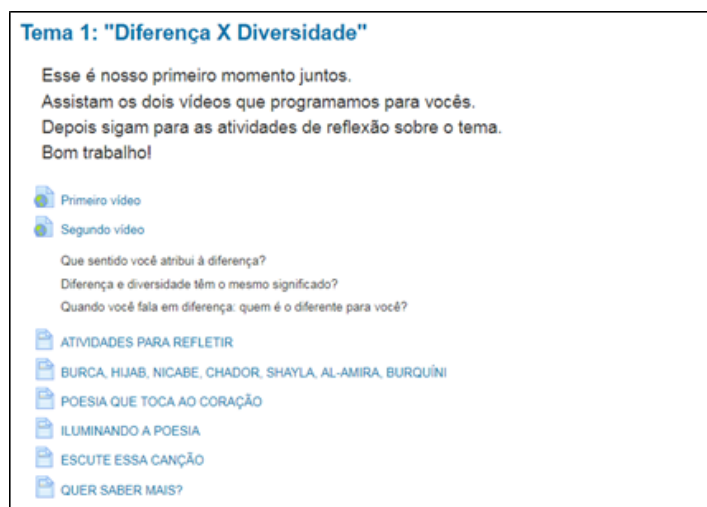 Tema 1: "Diferença X Diversidade"
Esse é nosso primeiro momento juntos.
Assistam os dois vídeos que programamos para vocês.
Depois sigam para as atividades de reflexão sobre o tema.
Bom trabalho!
Primeiro vídeo
Segundo vídeo
Que sentido você atribui à diferença?
Diferença e diversidade têm o mesmo significado?
Quando você fala em diferença: quem é o diferente para você?
ATIVIDADES PARA REFLETIR
BURCA, HIJAB, NICABE, CHADOR, SHAYLA, AL-AMIRA, BURQUÍNI
POESIA QUE TOCA AO CORAÇÃO
ILUMINANDO A POESIA
ESCUTE ESSA CANÇÃO
QUER SABER MAIS?